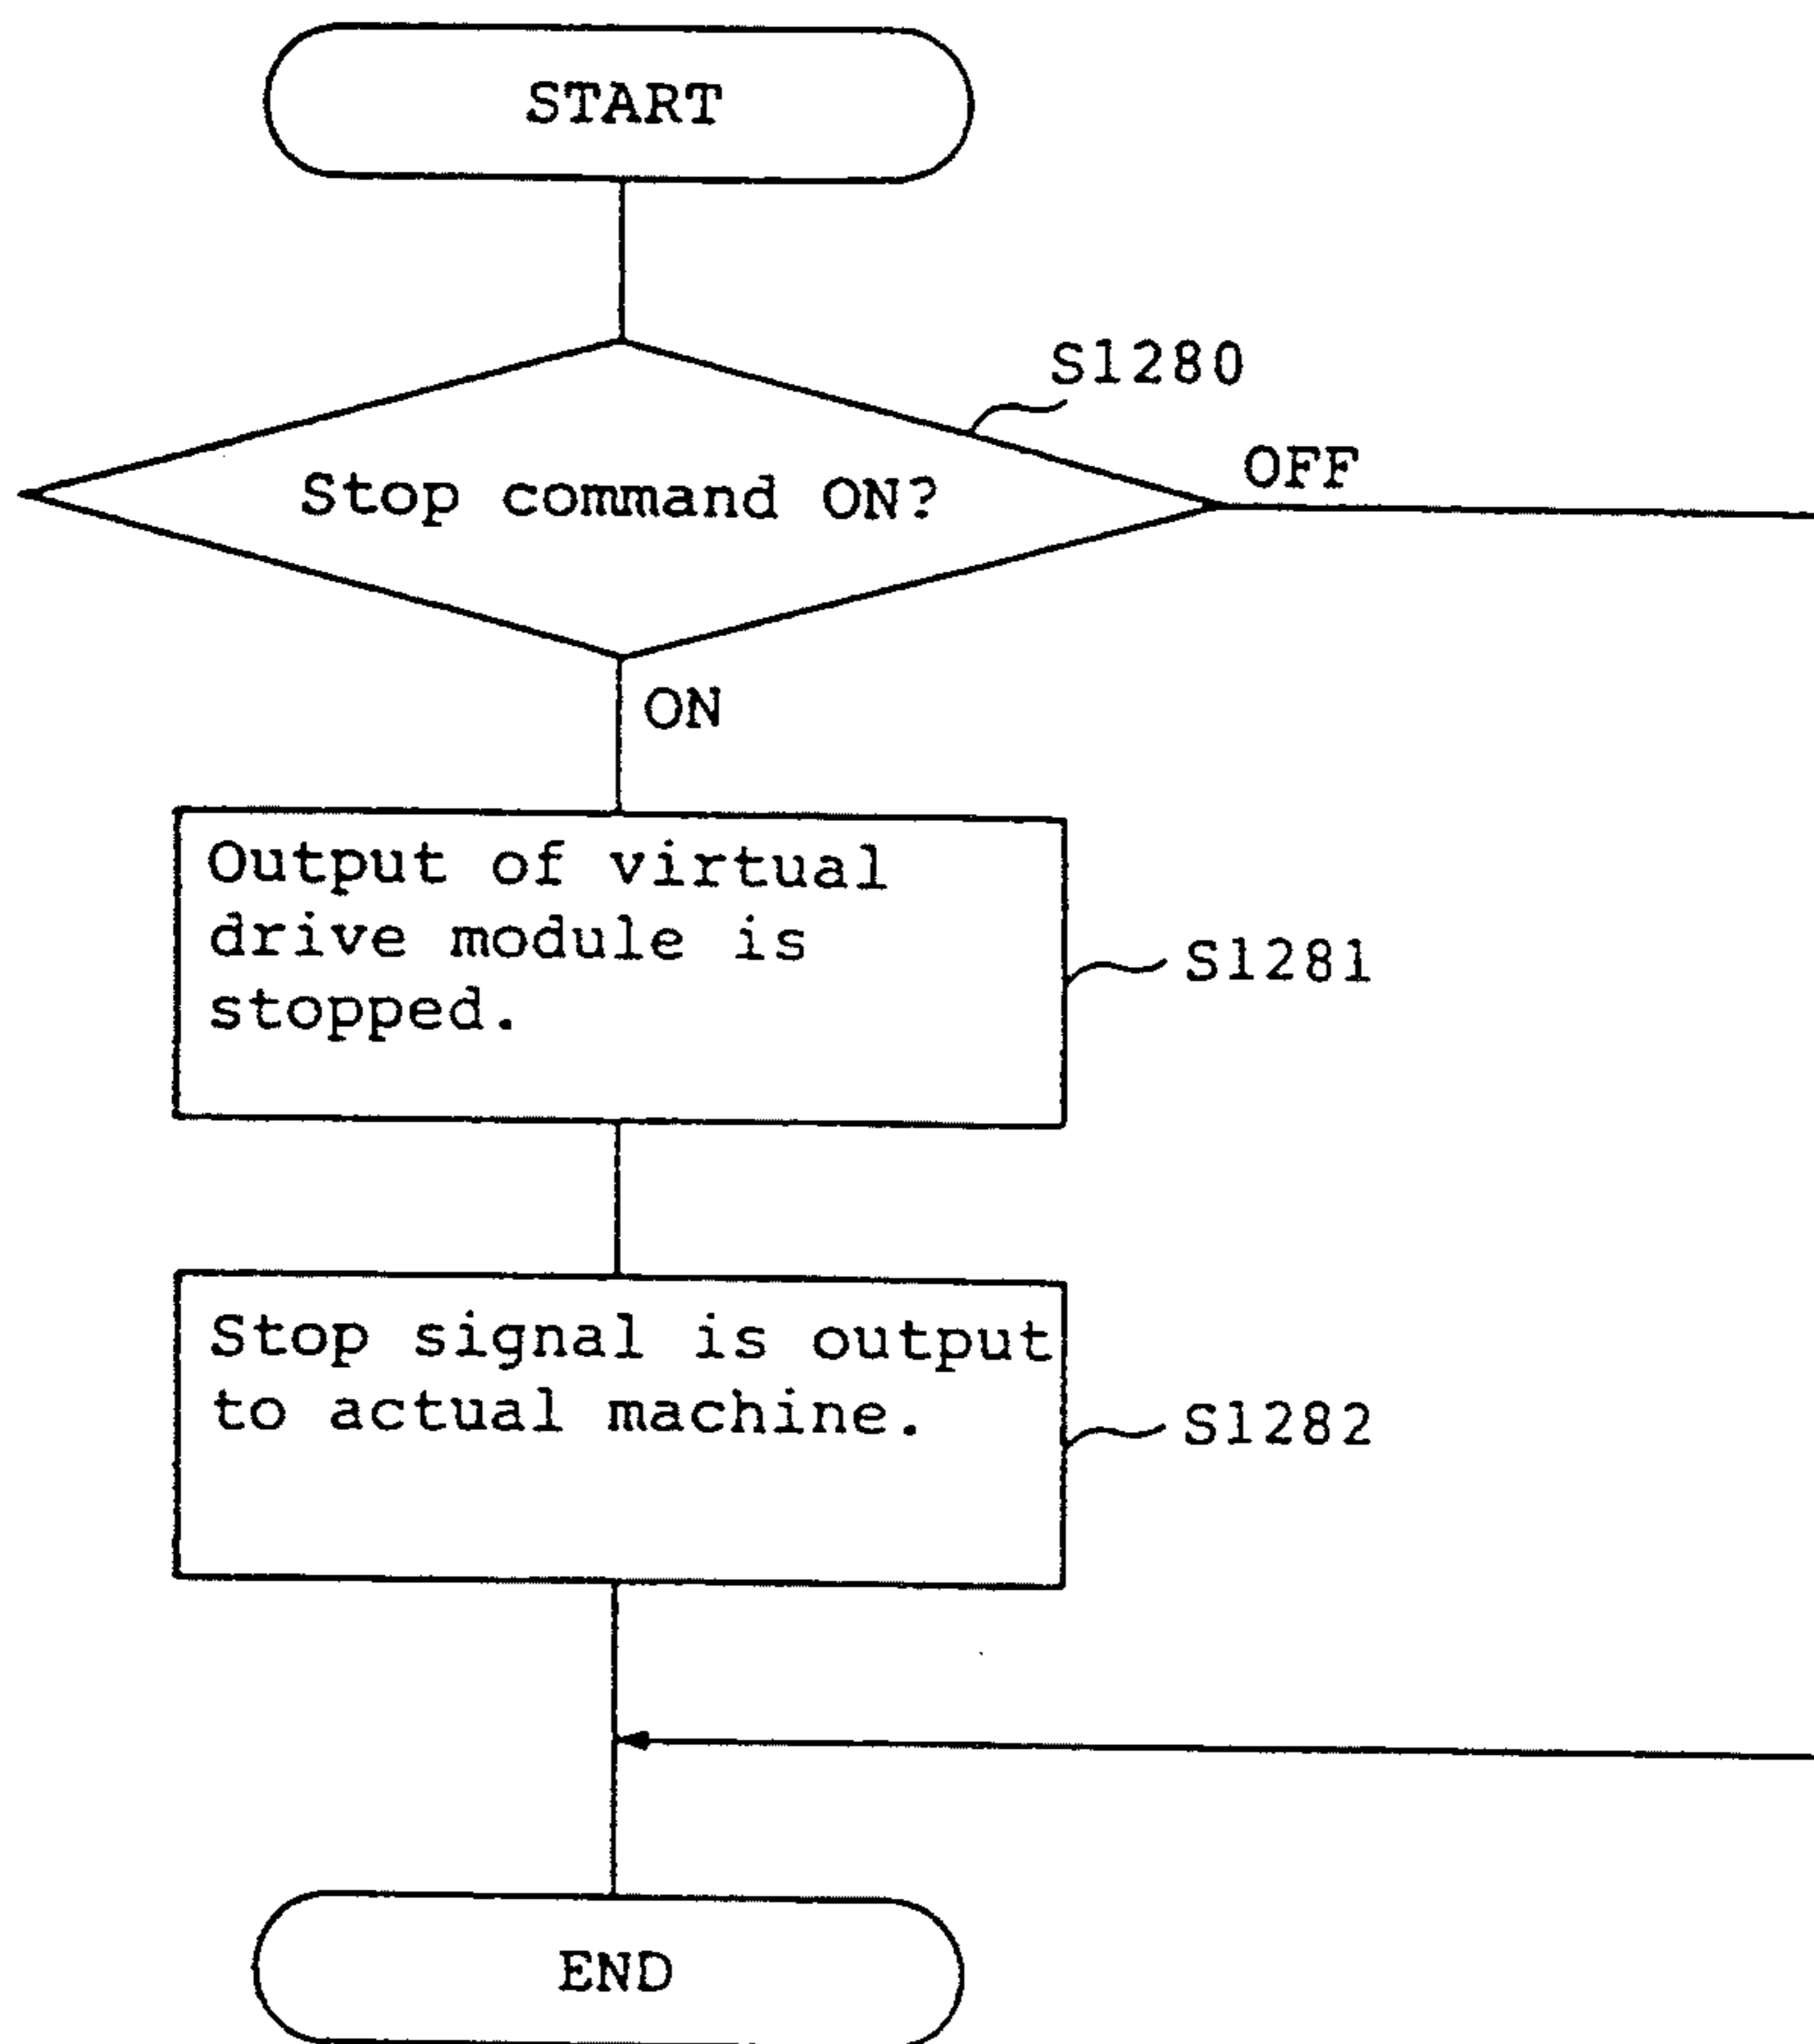 START
S1280
Stop command ON?
OFF
ON
Output of virtual
drive module is
stopped.
S1281
Stop signal is output
to actual machine.
S1282
END